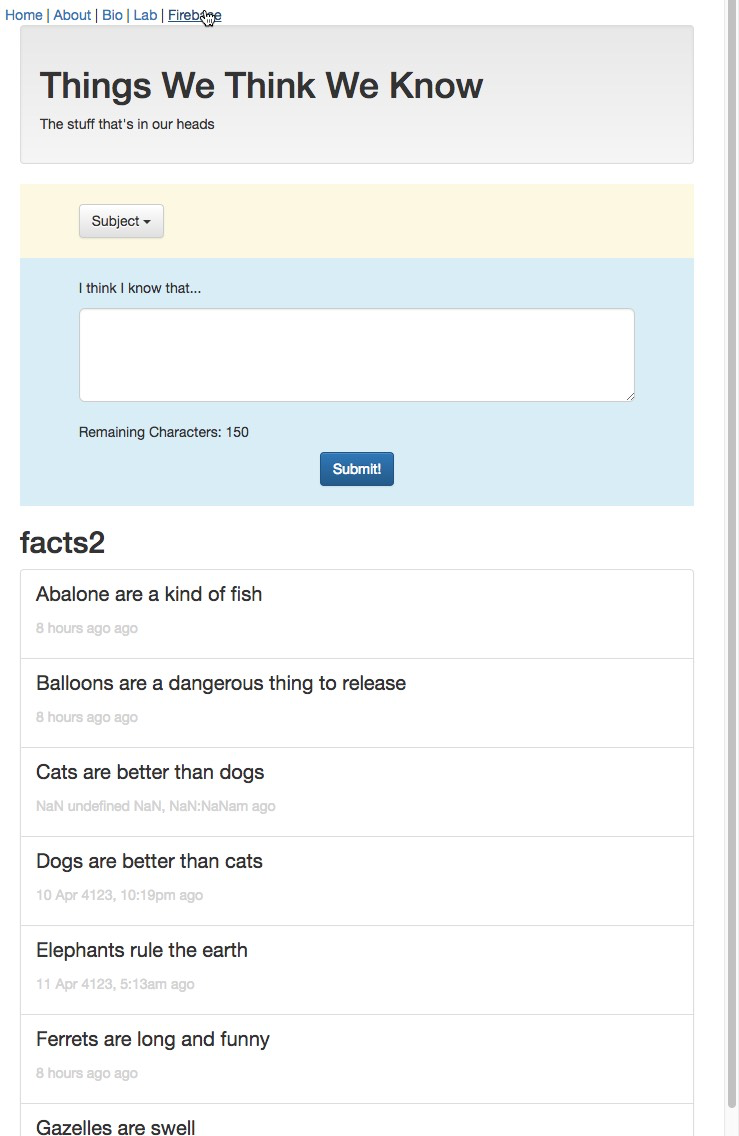 Home | About | Bio | Lab | Firebase
Things We Think We Know
The stuff that's in our heads
Subject
I think I know that...
Remaining Characters: 150
Submit!
facts2
Abalone are a kind of fish
8 hours ago ago
Balloons are a dangerous thing to release
8 hours ago ago
Cats are better than dogs
NaN undefined NaN, NaN:NaNam ago
Dogs are better than cats
10 Apr 4123, 10:19pm ago
Elephants rule the earth
11 Apr 4123, 5:13am ago
Ferrets are long and funny
8 hours ago ago
Gazelles are swell